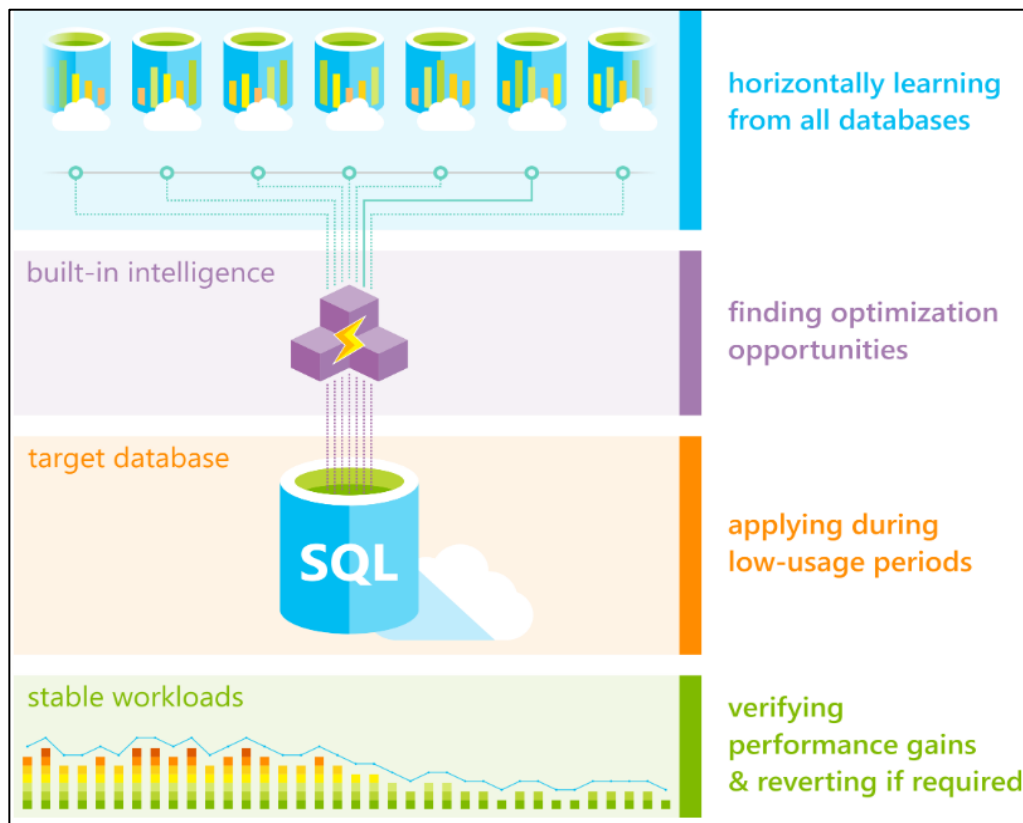 horizontally learning
from all databases
built-in intelligence
finding optimization
opportunities
target database
SQL
applying during
low-usage periods
stable workloads
verifying
performance gains
& reverting if required